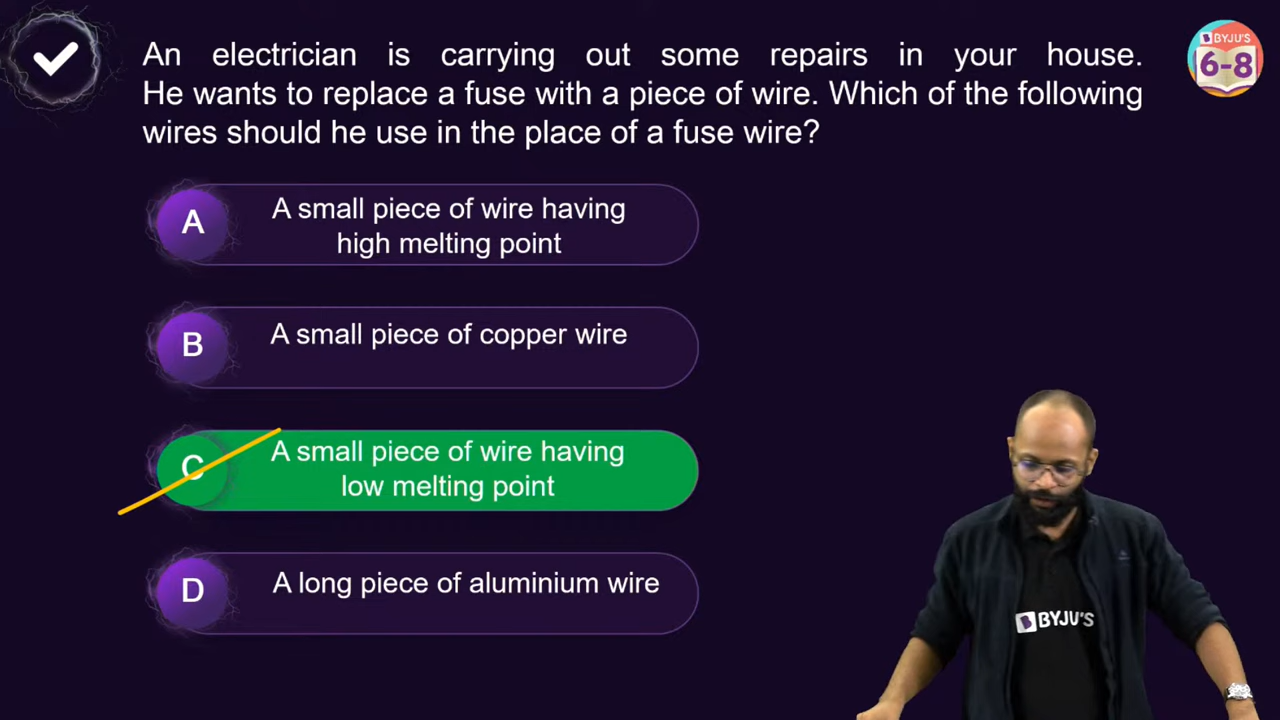 An electrician is carrying out some repairs in your house.
He wants to replace a fuse with a piece of wire. Which of the following
wires should he use in the place of a fuse wire?
BYJU'S
6-8
A
A small piece of wire having
high melting point
B
A small piece of copper wire
C
A small piece of wire having
low melting point
D
A long piece of aluminium wire
BYJU'S